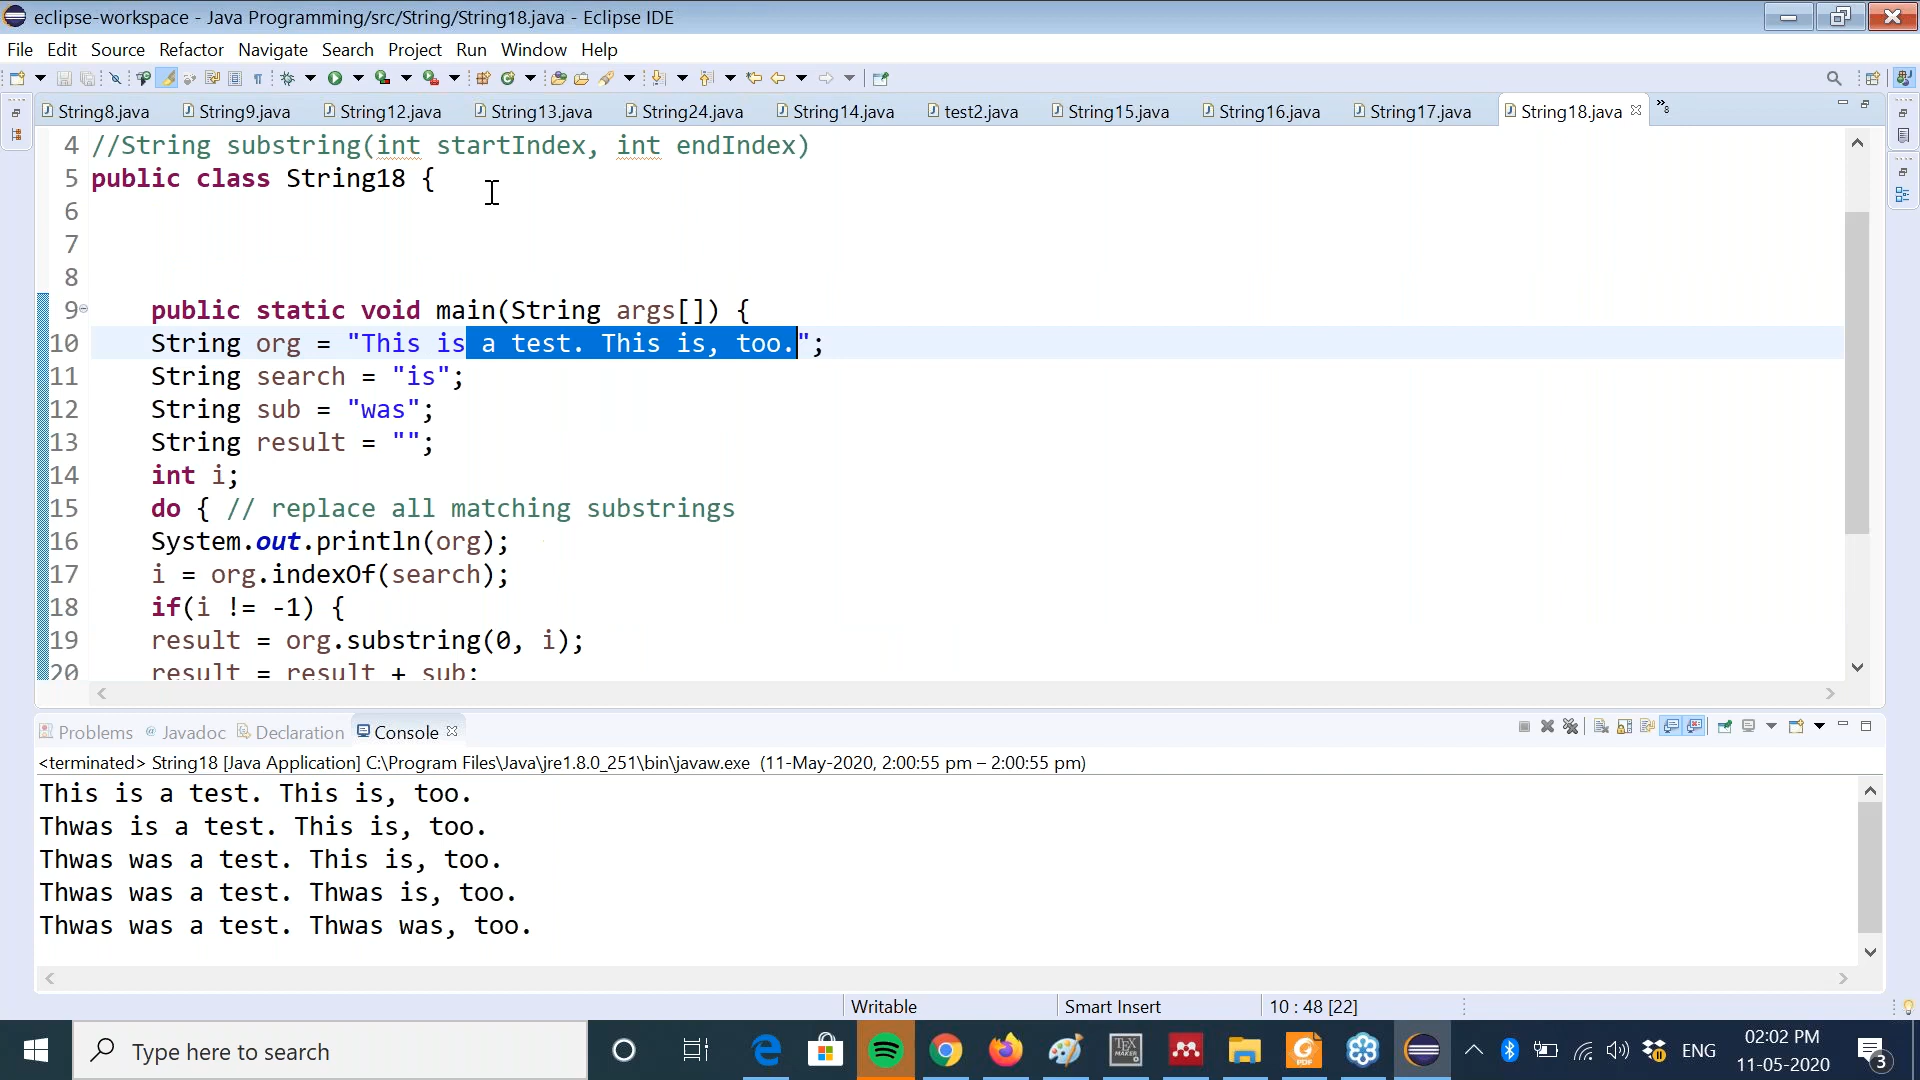 eclipse-workspace - Java Programming/src/String/String18.java - Eclipse IDE
File Edit Source Refactor Navigate Search Project Run Window Help
String8.java String9.java String12.java String13.java String24.java String14.java test2.java String15.java String16.java String17.java String18.java »8
4 //String substring(int startIndex, int endIndex)
5 public class String18 {
6
7
8
9 public static void main(String args[]) {
10 String org = "This is a test. This is, too.";
11 String search = "is";
12 String sub = "was";
13 String result = "";
14 int i;
15 do { // replace all matching substrings
16 System.out.println(org);
17 i = org.indexOf(search);
18 if(i != -1) {
19 result = org.substring(0, i);
20 result = result + sub;
Problems Javadoc Declaration Console
<terminated> String18 [Java Application] C:\Program Files\Java\jre1.8.0_251\bin\javaw.exe (11-May-2020, 2:00:55 pm – 2:00:55 pm)
This is a test. This is, too.
Thwas is a test. This is, too.
Thwas was a test. This is, too.
Thwas was a test. Thwas is, too.
Thwas was a test. Thwas was, too.
Writable Smart Insert 10 : 48 [22]
Type here to search
ENG
02:02 PM
11-05-2020
3